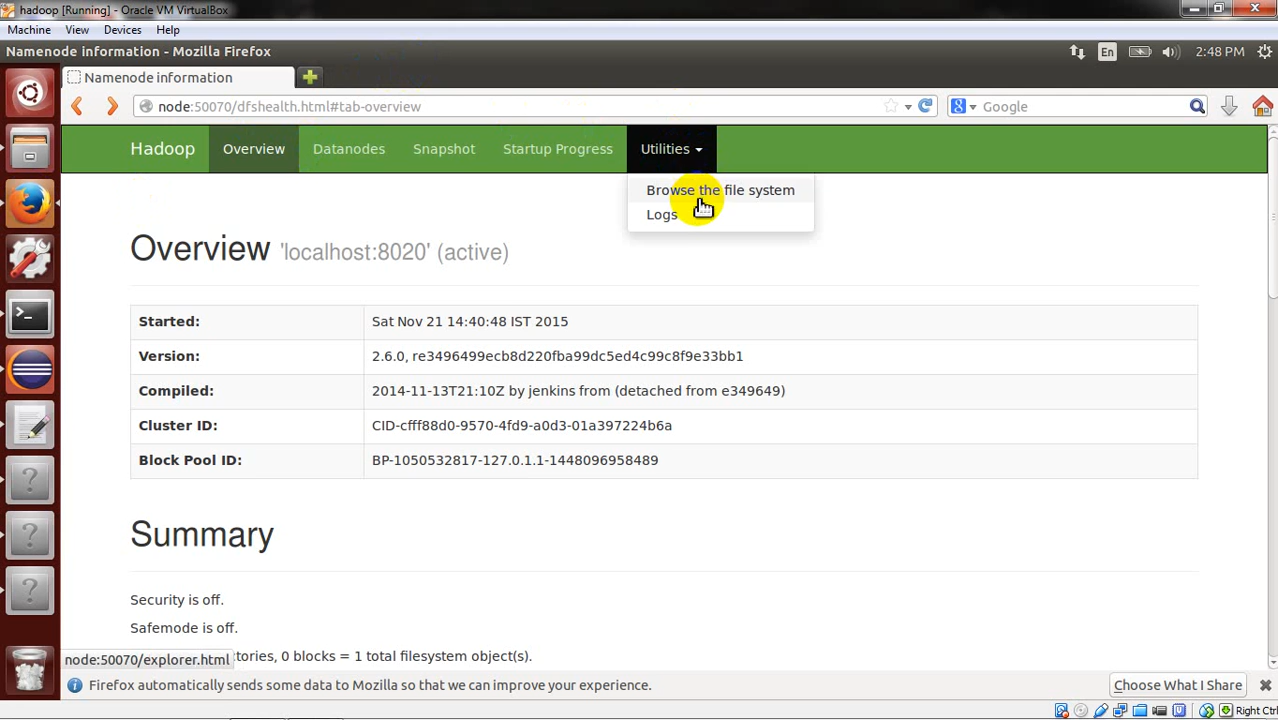 hadoop [Running] - Oracle VM VirtualBox
Machine View Devices Help
Namenode information - Mozilla Firefox
En 2:48 PM
Namenode information
node:50070/dfshealth.html#tab-overview
Google
Hadoop Overview Datanodes Snapshot Startup Progress Utilities
Browse the file system
Logs
Overview 'localhost:8020' (active)
Started: Sat Nov 21 14:40:48 IST 2015
Version: 2.6.0, re3496499ecb8d220fba99dc5ed4c99c8f9e33bb1
Compiled: 2014-11-13T21:10Z by jenkins from (detached from e349649)
Cluster ID: CID-cfff88d0-9570-4fd9-a0d3-01a397224b6a
Block Pool ID: BP-1050532817-127.0.1.1-1448096958489
Summary
Security is off.
Safemode is off.
node:50070/explorer.html
0 blocks = 1 total filesystem object(s).
Firefox automatically sends some data to Mozilla so that we can improve your experience.
Choose What I Share
Right Ctrl